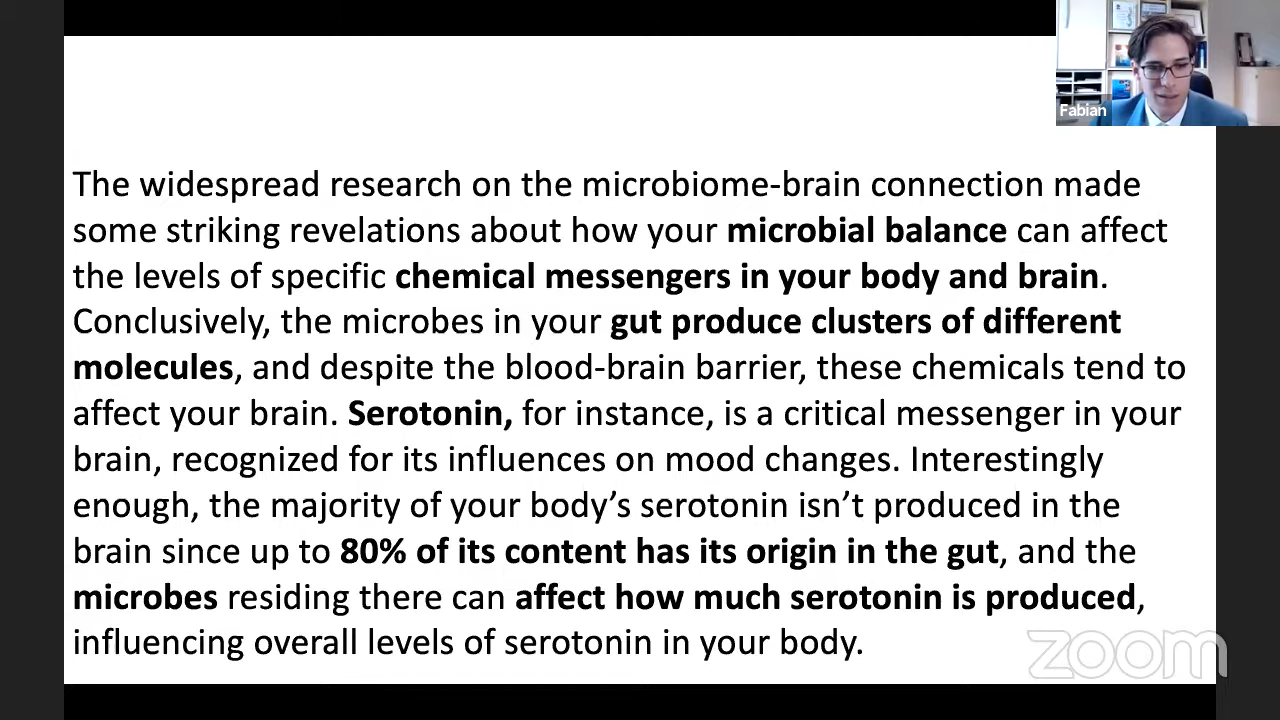 Fabian
The widespread research on the microbiome-brain connection made
some striking revelations about how your microbial balance can affect
the levels of specific chemical messengers in your body and brain.
Conclusively, the microbes in your gut produce clusters of different
molecules, and despite the blood-brain barrier, these chemicals tend to
affect your brain. Serotonin, for instance, is a critical messenger in your
brain, recognized for its influences on mood changes. Interestingly
enough, the majority of your body’s serotonin isn’t produced in the
brain since up to 80% of its content has its origin in the gut, and the
microbes residing there can affect how much serotonin is produced,
influencing overall levels of serotonin in your body.
zoom